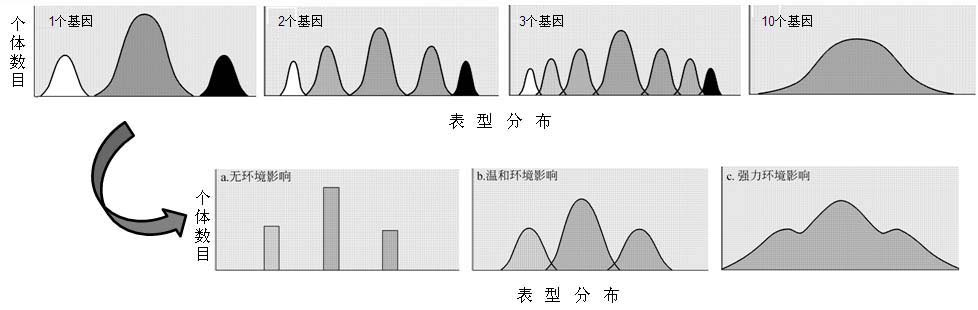 个体数目
1个基因
2个基因
3个基因
10个基因
表 型 分 布
个体数目
a.无环境影响
b.温和环境影响
c. 强力环境影响
表 型 分 布